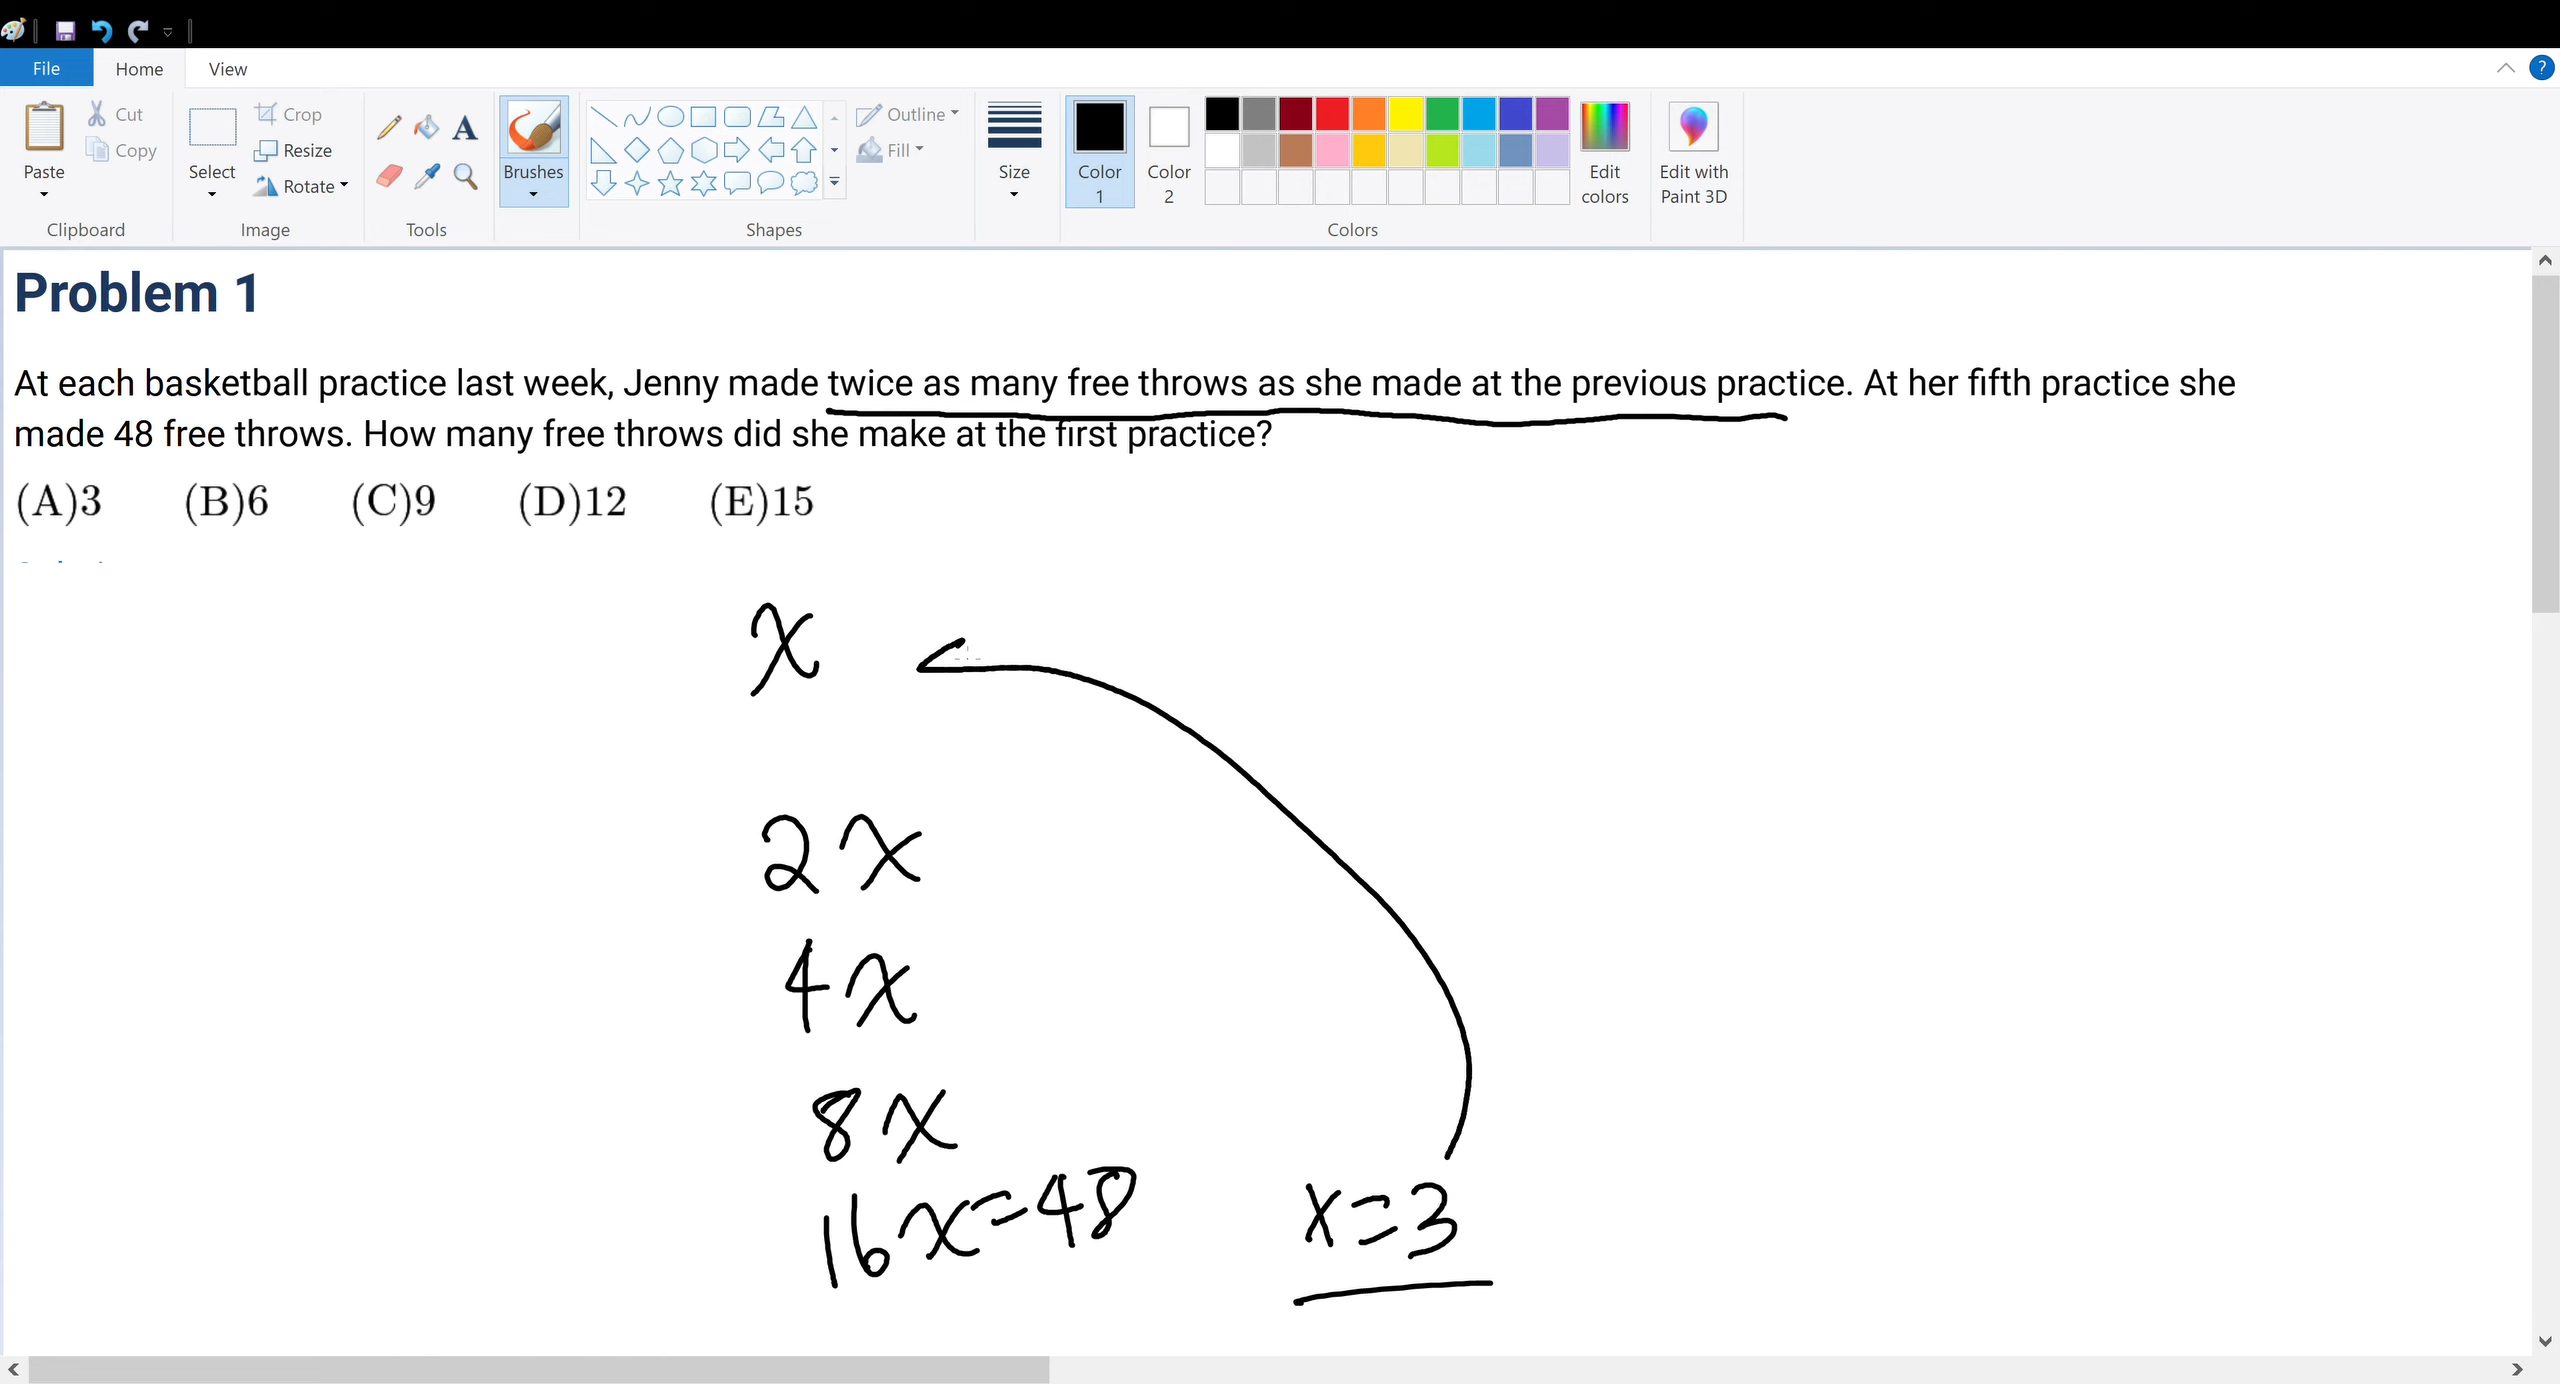 File Home View
Cut Crop Outline
Copy Resize Fill
Paste Select Rotate Brushes Size Color 1 Color 2 Edit colors Edit with Paint 3D
Clipboard Image Tools Shapes Colors
Problem 1
At each basketball practice last week, Jenny made twice as many free throws as she made at the previous practice. At her fifth practice she
made 48 free throws. How many free throws did she make at the first practice?
(A)3 (B)6 (C)9 (D)12 (E)15
x
2x
4x
8x
16x=48 x=3